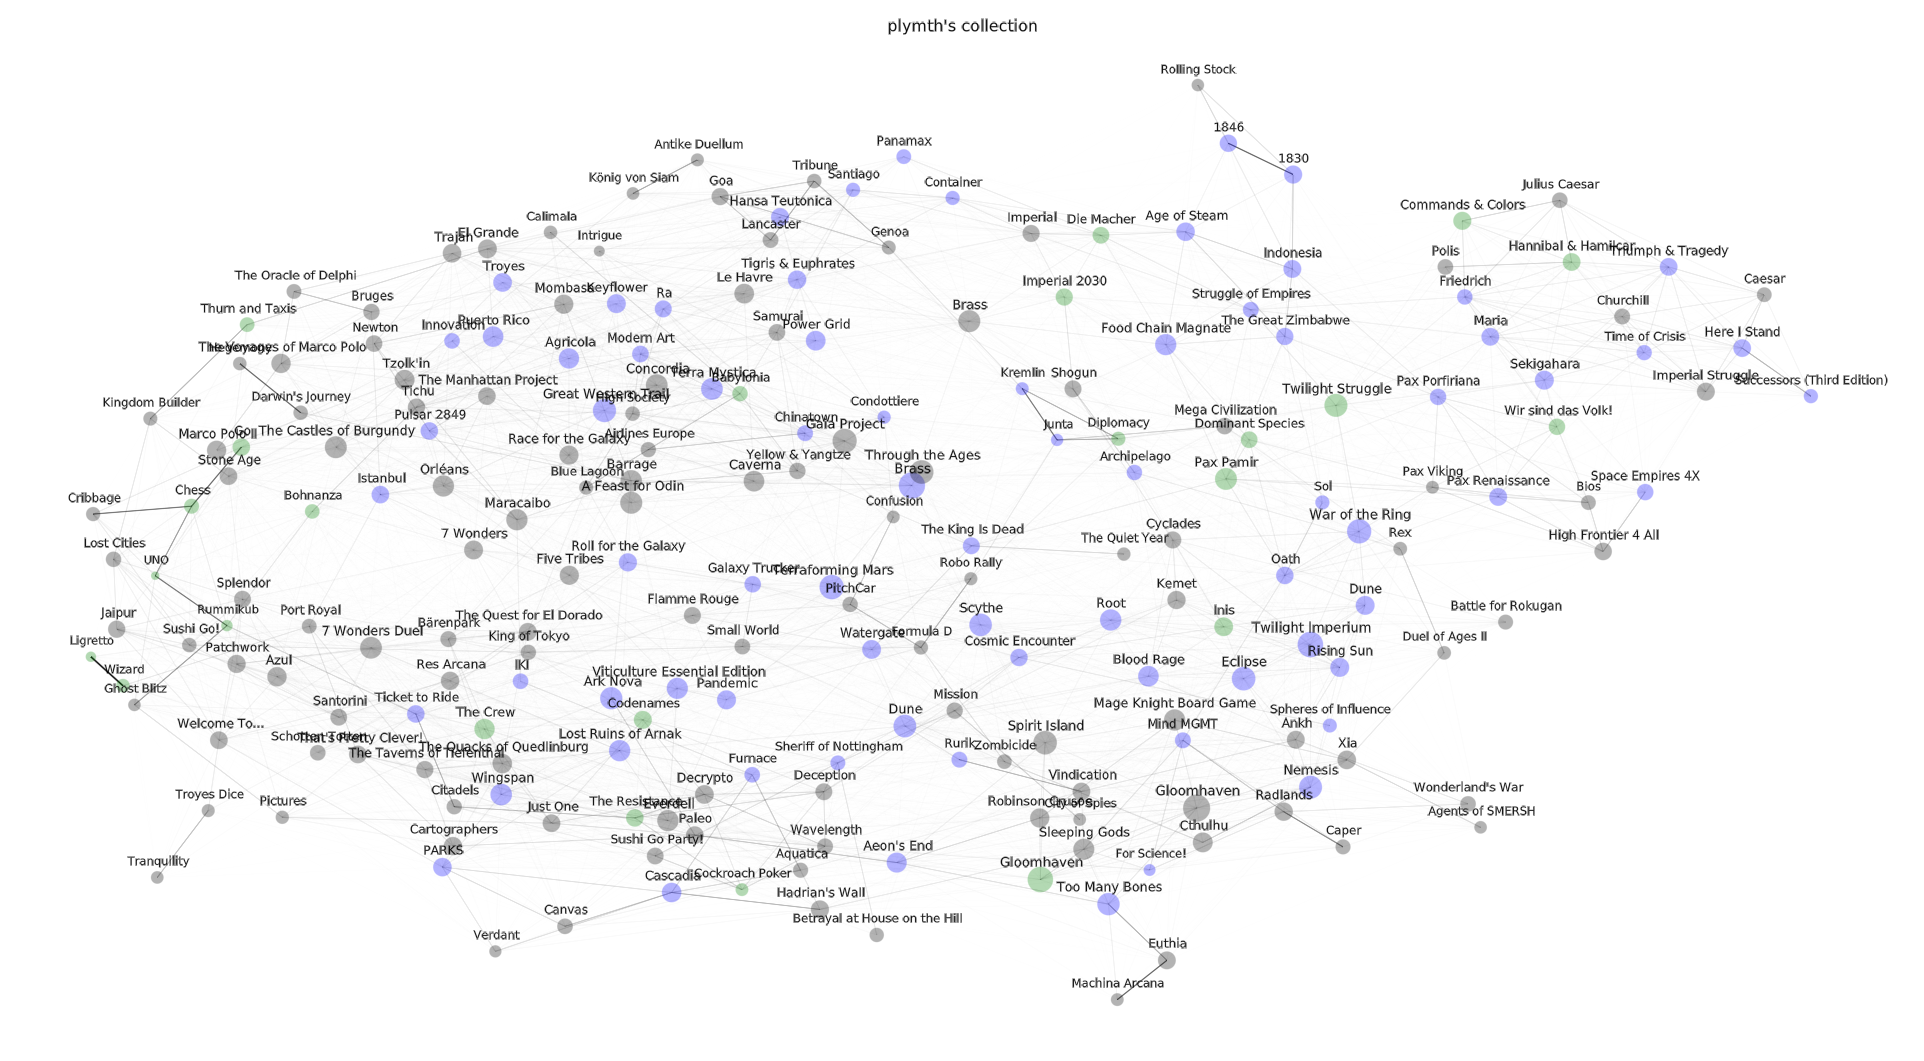 plymth's collection
Rolling Stock
1846
Antike Duellum
Panamax
1830
Tribune
König von Siam
Goa
Santiago
Container
Julius Caesar
Hansa Teutonica
Commands & Colors
Calimala
Imperial
Die Macher
Age of Steam
Lancaster
El Grande
Trajan
Intrigue
Genoa
Hannibal & Hamilcar
Polis
Triumph & Tragedy
Indonesia
Troyes
Tigris & Euphrates
The Oracle of Delphi
Le Havre
Imperial 2030
Friedrich
Caesar
Bruges
Mombasa
Keyflower
Ra
Struggle of Empires
Churchill
Thurn and Taxis
Brass
Samurai
Newton
Innovation
Puerto Rico
Power Grid
Food Chain Magnate
The Great Zimbabwe
Maria
Time of Crisis
Here I Stand
Agricola
Modern Art
The Voyages of Marco Polo
Hegemony
Tzolk'in
The Manhattan Project
Concordia
Terra Mystica
Babylonia
Kremlin
Shogun
Sekigahara
Imperial Struggle
Successors (Third Edition)
Twilight Struggle
Pax Porfiriana
Tichu
Great Western Trail
High Society
Darwin's Journey
Kingdom Builder
Condottiere
Pulsar 2849
Chinatown
Junta
Diplomacy
Mega Civilization
Dominant Species
Wir sind das Volk!
Marco Polo II
Go
The Castles of Burgundy
Race for the Galaxy
Airlines Europe
Gaia Project
Stone Age
Yellow & Yangtze
Through the Ages
Archipelago
Pax Pamir
Orléans
Istanbul
Blue Lagoon
Barrage
Caverna
Brass
Pax Viking
Pax Renaissance
Bios
Space Empires 4X
Cribbage
Chess
Bohnanza
A Feast for Odin
Sol
Maracaibo
Confusion
War of the Ring
7 Wonders
The King Is Dead
The Quiet Year
Cyclades
Rex
High Frontier 4 All
Lost Cities
UNO
Five Tribes
Roll for the Galaxy
Galaxy Trucker
Terraforming Mars
Robo Rally
Oath
Splendor
PitchCar
Kemet
Dune
Jaipur
Rummikub
Port Royal
The Quest for El Dorado
Flamme Rouge
Scythe
Root
Inis
Battle for Rokugan
Ligretto
Sushi Go!
7 Wonders Duel
Bärenpark
King of Tokyo
Small World
Watergate
Formula D
Cosmic Encounter
Twilight Imperium
Duel of Ages II
Patchwork
Azul
Res Arcana
IKI
Blood Rage
Eclipse
Rising Sun
Wizard
Ghost Blitz
Viticulture Essential Edition
Ark Nova
Pandemic
Santorini
Ticket to Ride
Codenames
Dune
Mission
Mage Knight Board Game
Spheres of Influence
Welcome To...
The Crew
Spirit Island
Mind MGMT
Ankh
Schotten Totten
That's Pretty Clever!
The Taverns of Tiefenthal
The Quacks of Quedlinburg
Lost Ruins of Arnak
Sheriff of Nottingham
Rurik
Zombicide
Xia
Furnace
Wingspan
Decrypto
Deception
Vindication
Nemesis
Troyes Dice
Pictures
Citadels
Just One
The Resistance
Everdell
Robinson Crusoe
City of Spies
Gloomhaven
Radlands
Wonderland's War
Agents of SMERSH
Cartographers
Paleo
Wavelength
Sleeping Gods
Cthulhu
Caper
Tranquility
PARKS
Sushi Go Party!
Aquatica
Aeon's End
Gloomhaven
For Science!
Cascadia
Cockroach Poker
Too Many Bones
Canvas
Hadrian's Wall
Betrayal at House on the Hill
Verdant
Euthia
Machina Arcana